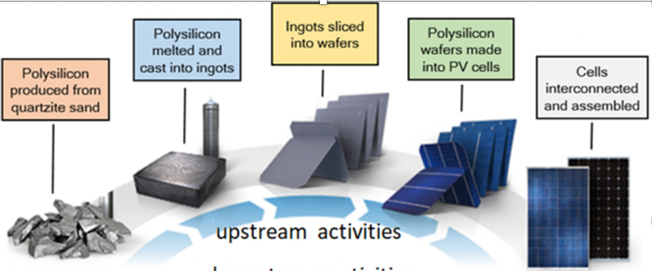 Polysilicon
produced from
quartzite sand
Polysilicon
melted and
cast into ingots
Ingots sliced
into wafers
Polysilicon
wafers made
into PV cells
Cells
interconnected
and assembled
upstream activities